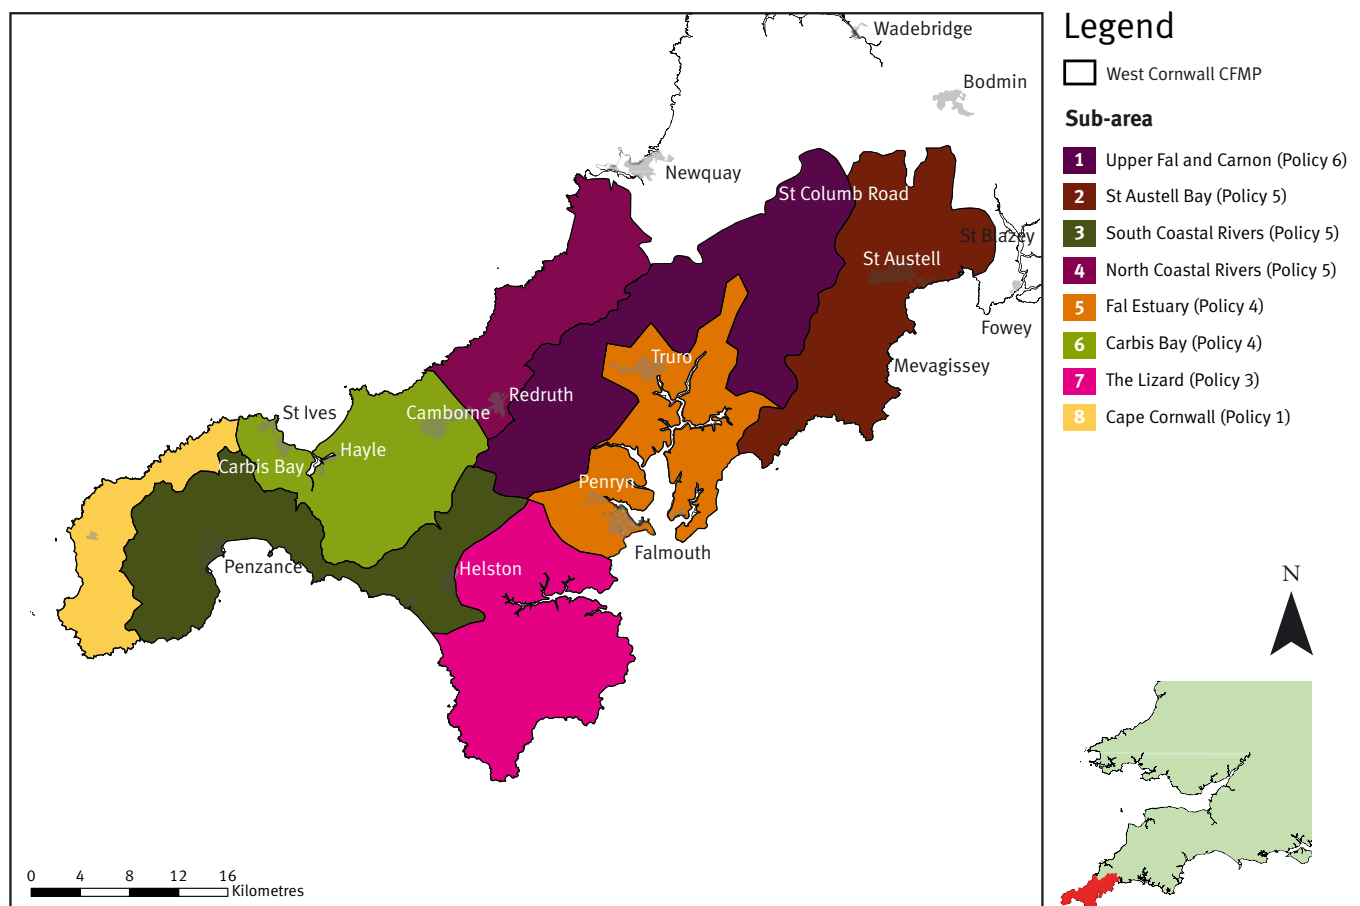 Wadebridge
Bodmin
Newquay
St Columb Road
St Blazey
St Austell
Fowey
Mevagissey
Truro
Redruth
Camborne
St Ives
Hayle
Carbis Bay
Penryn
Falmouth
Penzance
Helston
0 4 8 12 16
Kilometres
Legend
West Cornwall CFMP
Sub-area
1 Upper Fal and Carnon (Policy 6)
2 St Austell Bay (Policy 5)
3 South Coastal Rivers (Policy 5)
4 North Coastal Rivers (Policy 5)
5 Fal Estuary (Policy 4)
6 Carbis Bay (Policy 4)
7 The Lizard (Policy 3)
8 Cape Cornwall (Policy 1)
N